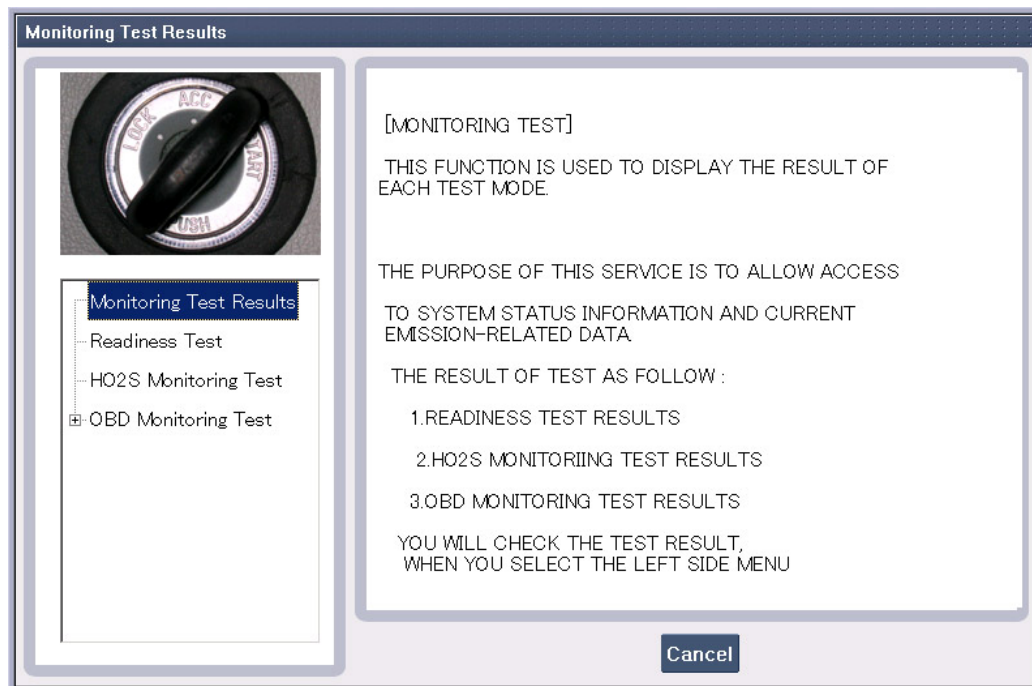 Monitoring Test Results
LOCK
ACC
START
PUSH
Monitoring Test Results
Readiness Test
HO2S Monitoring Test
OBD Monitoring Test
[MONITORING TEST]
THIS FUNCTION IS USED TO DISPLAY THE RESULT OF
EACH TEST MODE.
THE PURPOSE OF THIS SERVICE IS TO ALLOW ACCESS
TO SYSTEM STATUS INFORMATION AND CURRENT
EMISSION-RELATED DATA.
THE RESULT OF TEST AS FOLLOW :
1.READINESS TEST RESULTS
2.HO2S MONITORIING TEST RESULTS
3.OBD MONITORING TEST RESULTS
YOU WILL CHECK THE TEST RESULT,
WHEN YOU SELECT THE LEFT SIDE MENU
Cancel